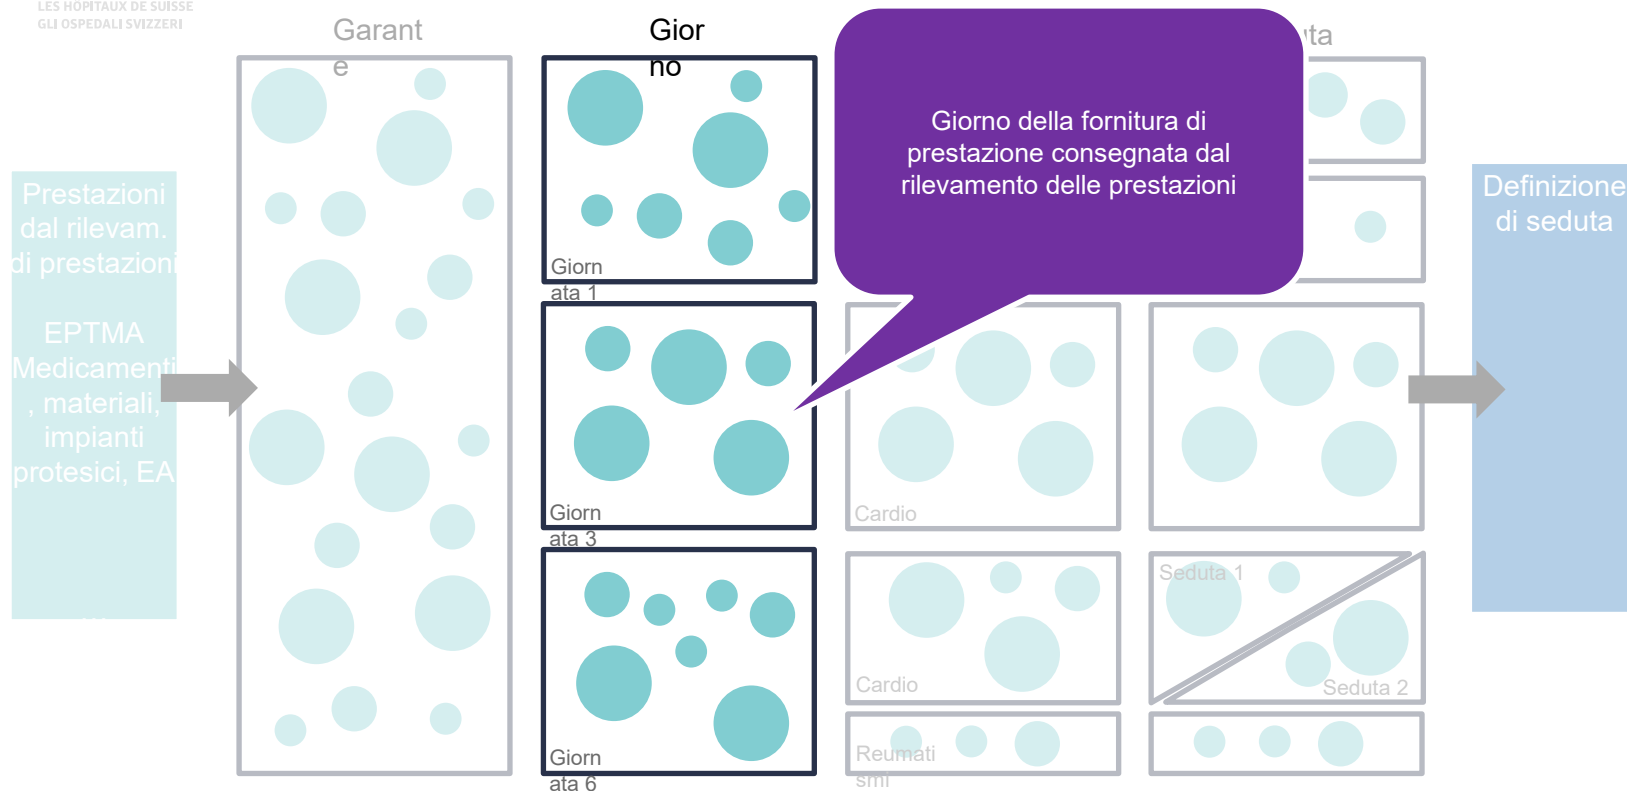 LES HÔPITAUX DE SUISSE
GLI OSPEDALI SVIZZERI
Garant
e
Gior
no
Giorno della fornitura di
prestazione consegnata dal
rilevamento delle prestazioni
Prestazioni
dal rilevam.
di prestazioni
EPTMA
Medicamenti
, materiali,
impianti
protesici, EA
...
Giorn
ata 1
Giorn
ata 3
Giorn
ata 6
Cardio
Cardio
Reumati
smi
Seduta 1
Seduta 2
Definizione
di seduta